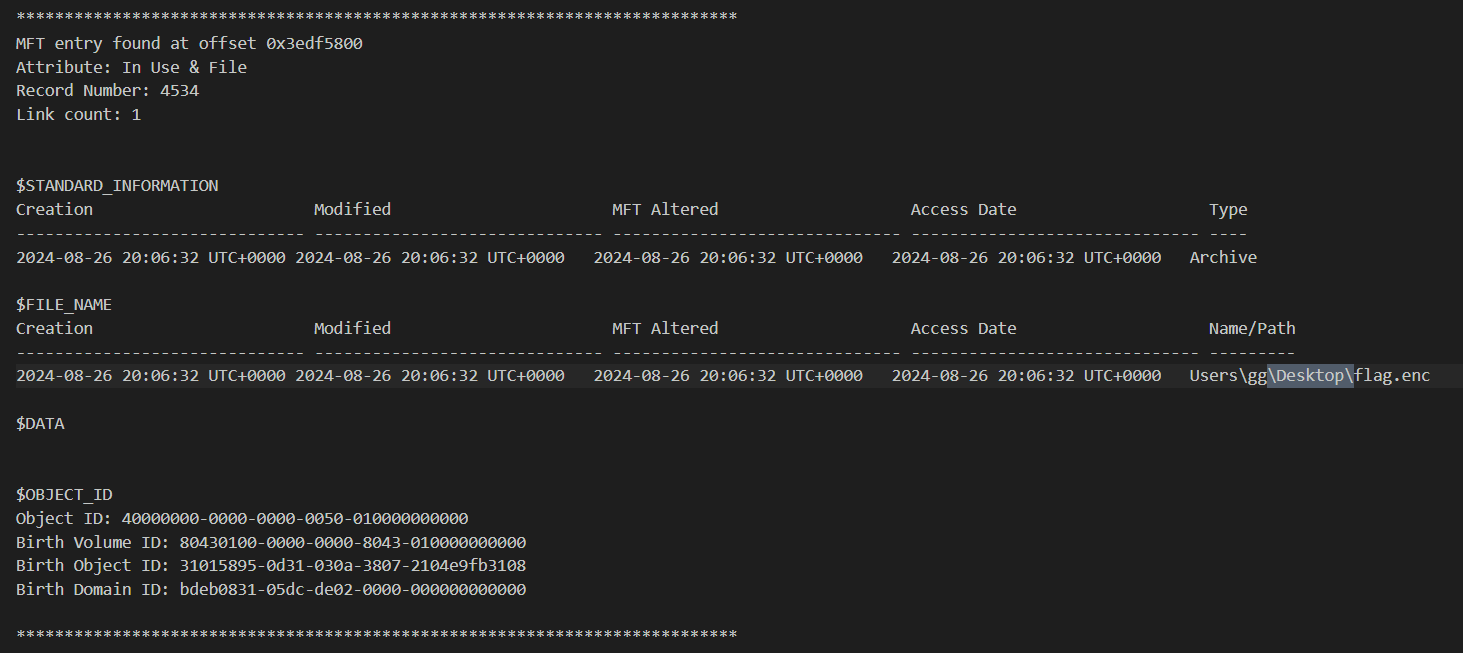 ***************************************************************************
MFT entry found at offset 0x3edf5800
Attribute: In Use & File
Record Number: 4534
Link count: 1
$STANDARD_INFORMATION
Creation                       Modified                       MFT Altered                    Access Date                    Type
------------------------------ ------------------------------ ------------------------------ ------------------------------ ----
2024-08-26 20:06:32 UTC+0000 2024-08-26 20:06:32 UTC+0000   2024-08-26 20:06:32 UTC+0000   2024-08-26 20:06:32 UTC+0000   Archive
$FILE_NAME
Creation                       Modified                       MFT Altered                    Access Date                    Name/Path
------------------------------ ------------------------------ ------------------------------ ------------------------------ ---------
2024-08-26 20:06:32 UTC+0000 2024-08-26 20:06:32 UTC+0000   2024-08-26 20:06:32 UTC+0000   2024-08-26 20:06:32 UTC+0000   Users\gg\Desktop\flag.enc
$DATA
$OBJECT_ID
Object ID: 40000000-0000-0000-0050-010000000000
Birth Volume ID: 80430100-0000-0000-8043-010000000000
Birth Object ID: 31015895-0d31-030a-3807-2104e9fb3108
Birth Domain ID: bdeb0831-05dc-de02-0000-000000000000
***************************************************************************